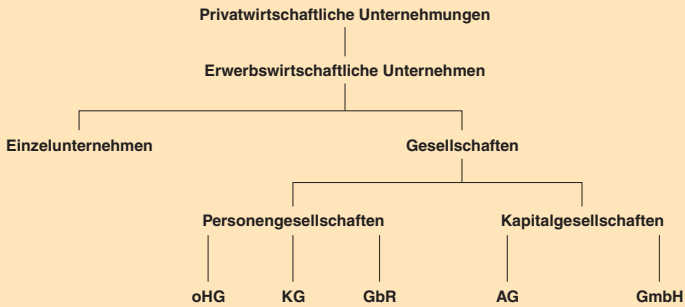 Privatwirtschaftliche Unternehmungen
Erwerbswirtschaftliche Unternehmen
Einzelunternehmen Gesellschaften
Personengesellschaften Kapitalgesellschaften
oHG KG GbR AG GmbH